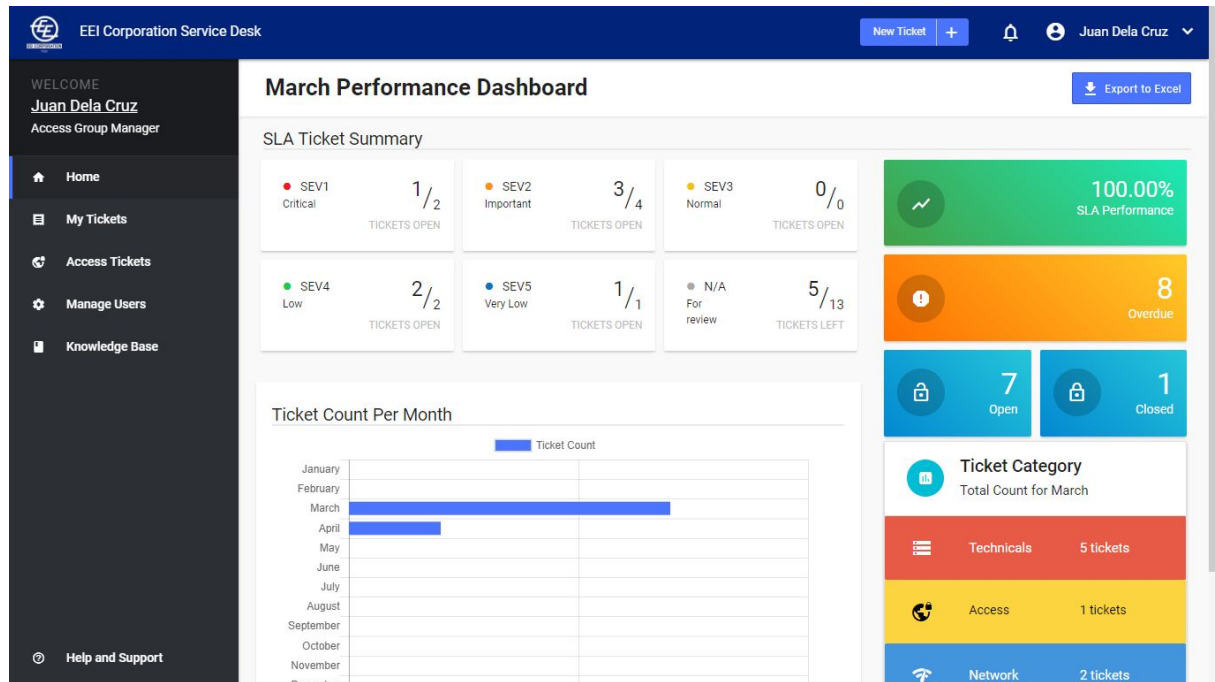 EEI Corporation Service Desk
New Ticket +
Juan Dela Cruz
WELCOME
Juan Dela Cruz
Access Group Manager
Home
My Tickets
Access Tickets
Manage Users
Knowledge Base
Help and Support
March Performance Dashboard
Export to Excel
SLA Ticket Summary
SEV1
Critical
1/2
TICKETS OPEN
SEV2
Important
3/4
TICKETS OPEN
SEV3
Normal
0/0
TICKETS OPEN
SEV4
Low
2/2
TICKETS OPEN
SEV5
Very Low
1/1
TICKETS OPEN
N/A
For
review
5/13
TICKETS LEFT
100.00%
SLA Performance
8
Overdue
7
Open
1
Closed
Ticket Count Per Month
Ticket Count
January
February
March
April
May
June
July
August
September
October
November
Ticket Category
Total Count for March
Technicals 5 tickets
Access 1 tickets
Network 2 tickets